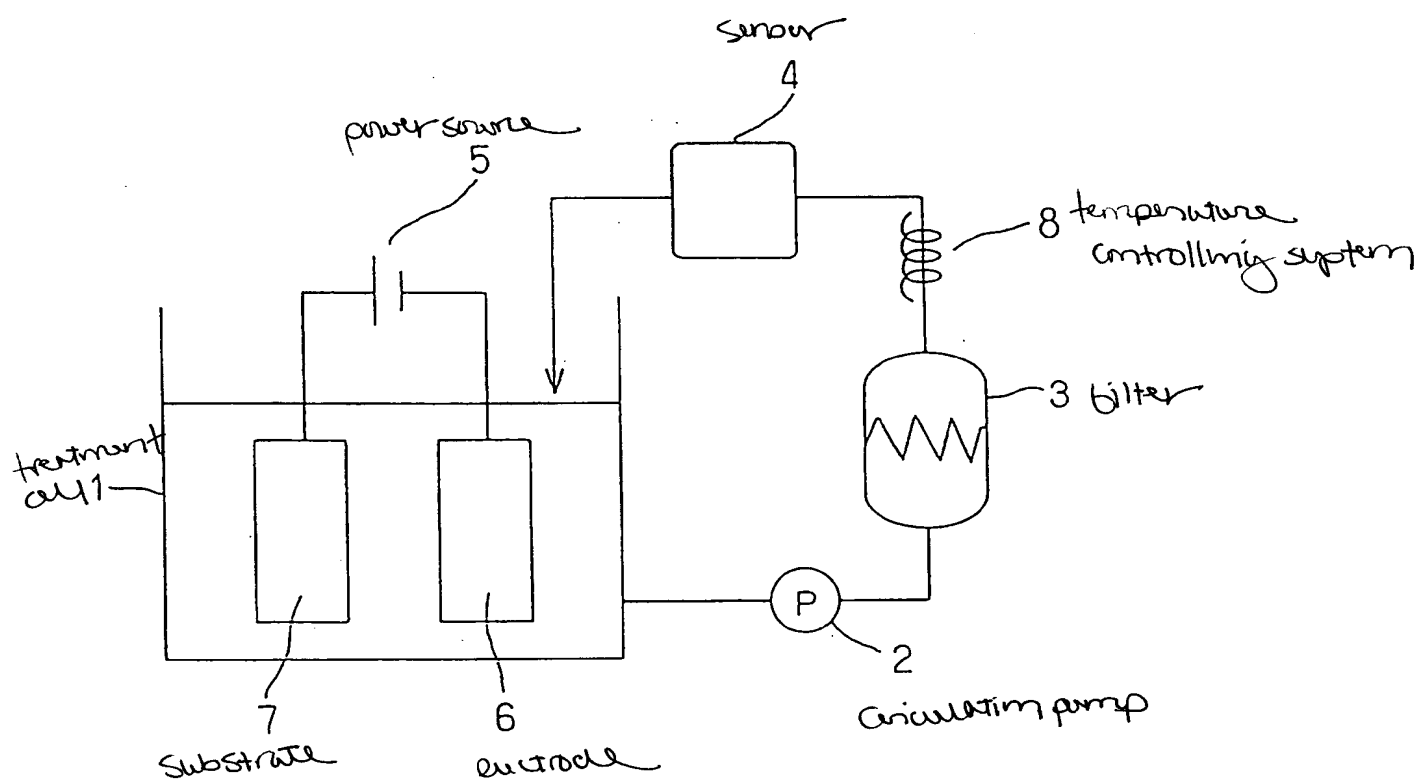 sensor
4
power source
5
8 temperature
controlling system
3 filter
treatment
cell 1
P
2
circulation pump
7
substrate
6
electrode